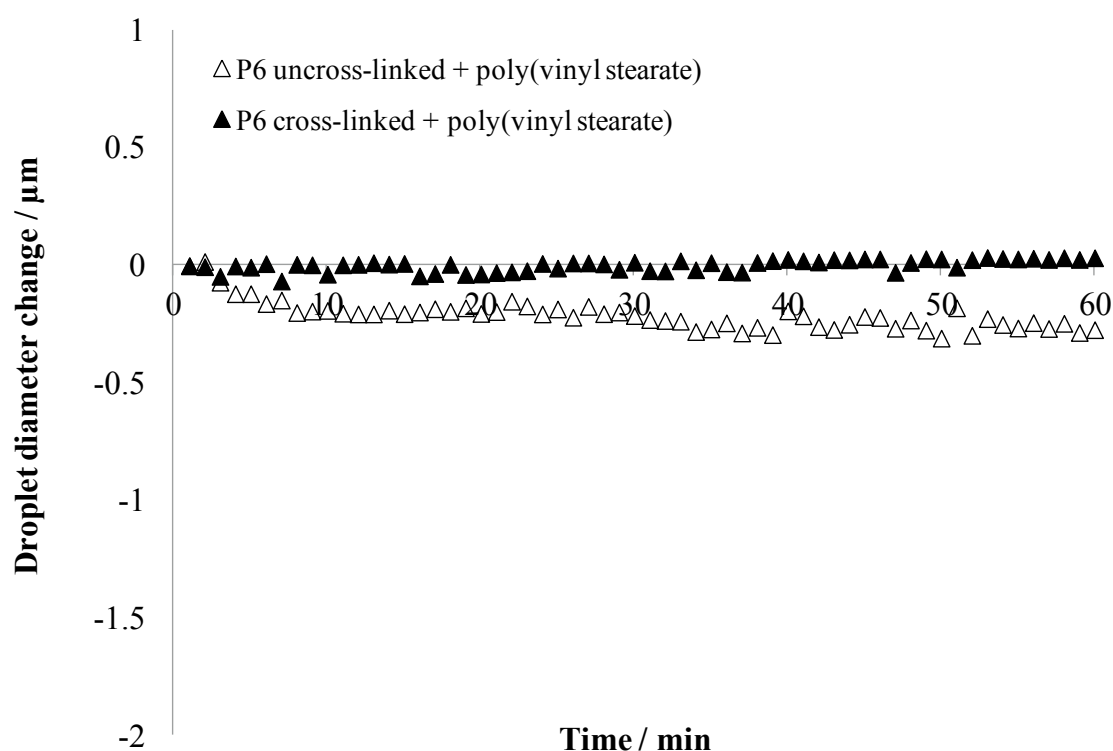 1
P6 uncross-linked + poly(vinyl stearate)
P6 cross-linked + poly(vinyl stearate)
0.5
0
0 10 20 30 40 50 60
-0.5
-1
-1.5
-2
Droplet diameter change / µm
Time / min